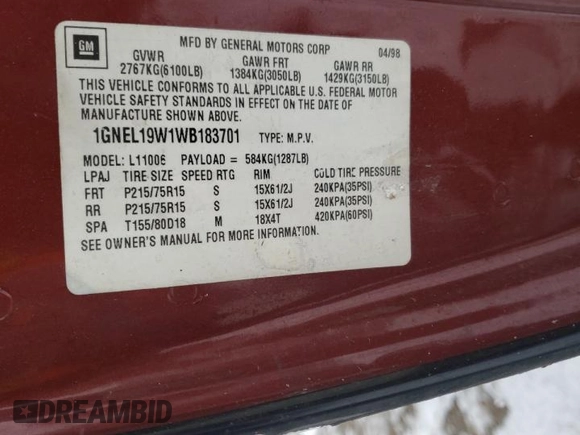 GM
MFD BY GENERAL MOTORS CORP 04/98
GVWR GAWR FRT GAWR RR
2767KG(6100LB) 1384KG(3050LB) 1429KG(3150LB)
THIS VEHICLE CONFORMS TO ALL APPLICABLE U.S. FEDERAL MOTOR
VEHICLE SAFETY STANDARDS IN EFFECT ON THE DATE OF
MANUFACTURE SHOWN ABOVE.
1GNEL19W1WB183701 TYPE: M.P.V.
MODEL: L11006 PAYLOAD = 584KG(1287LB)
LPAJ TIRE SIZE SPEED RTG RIM COLD TIRE PRESSURE
FRT P215/75R15 S 15X61/2J 240KPA(35PSI)
RR P215/75R15 S 15X61/2J 240KPA(35PSI)
SPA T155/80D18 M 18X4T 420KPA(60PSI)
SEE OWNER'S MANUAL FOR MORE INFORMATION.
DREAMBID